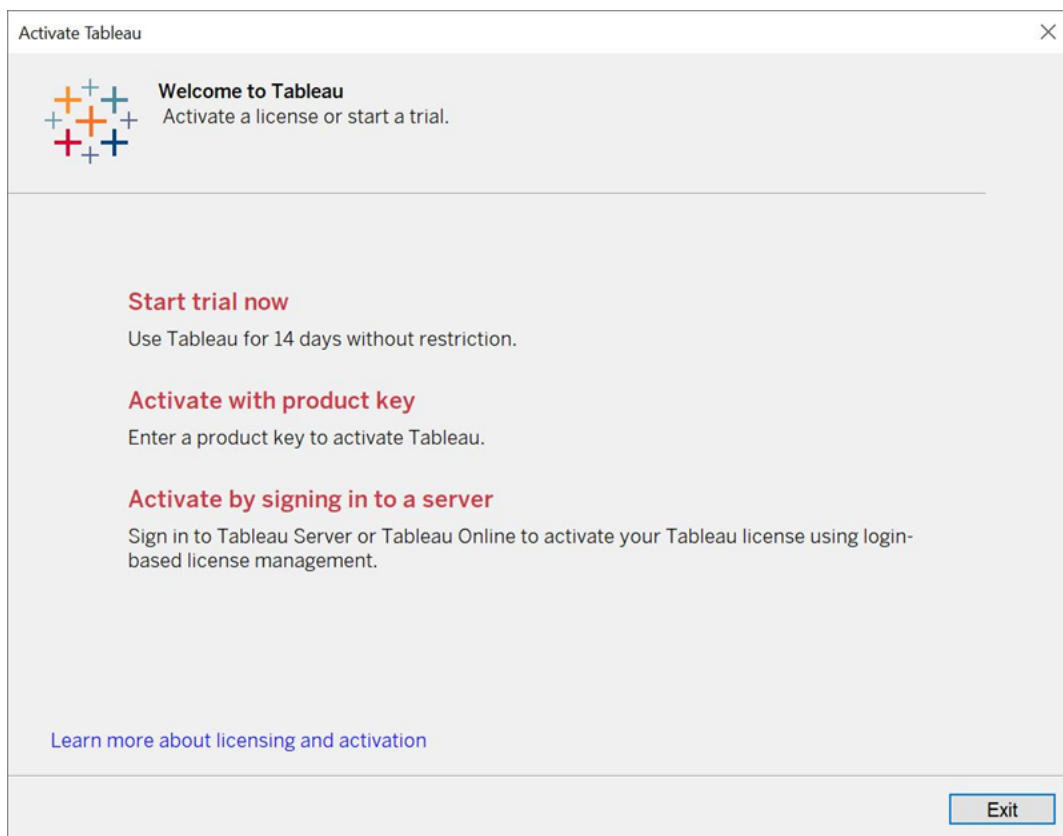 Activate Tableau
Welcome to Tableau
Activate a license or start a trial.
Start trial now
Use Tableau for 14 days without restriction.
Activate with product key
Enter a product key to activate Tableau.
Activate by signing in to a server
Sign in to Tableau Server or Tableau Online to activate your Tableau license using login-
based license management.
Learn more about licensing and activation
Exit